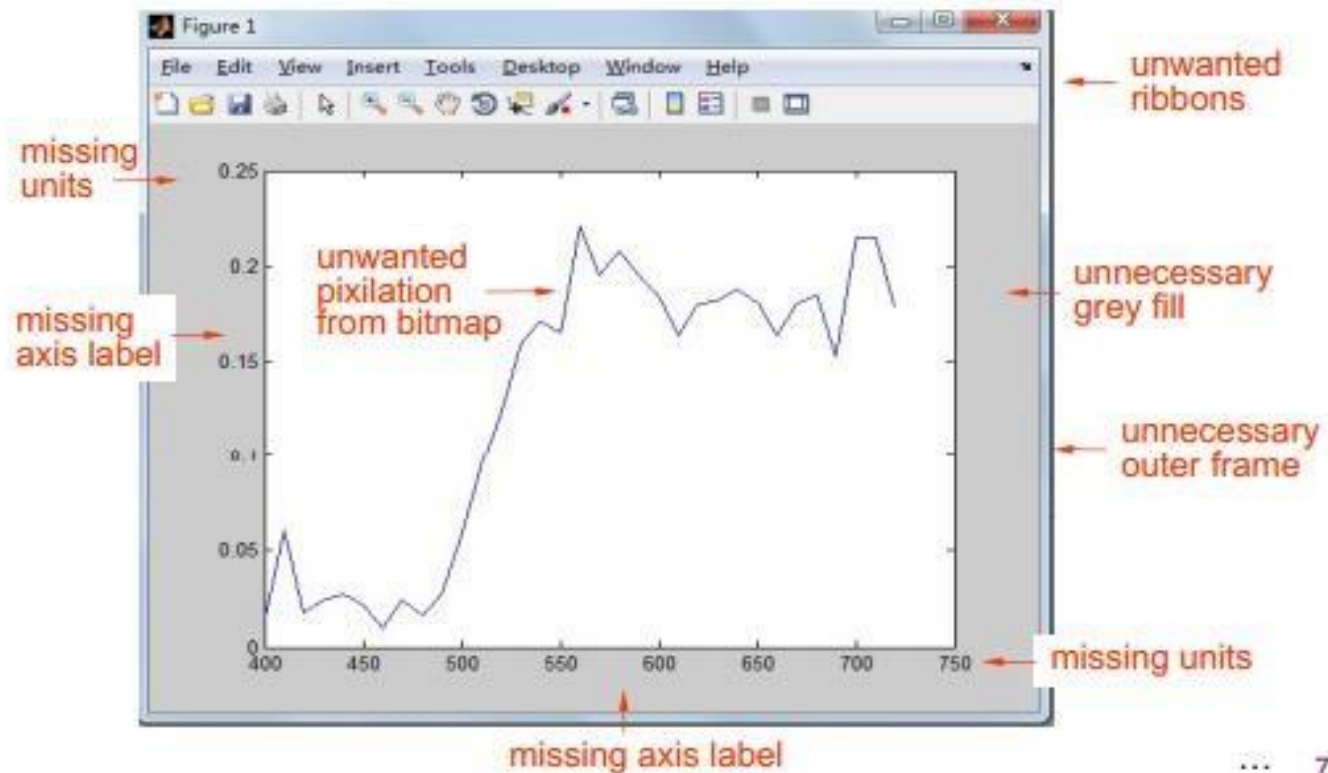 Figure 1
File Edit View Insert Tools Desktop Window Help
unwanted
ribbons
missing
units
0.25
unwanted
pixilation
from bitmap
0.2
unnecessary
grey fill
missing
axis label
0.15
unnecessary
outer frame
0.1
0.05
0
400 450 500 550 600 650 700 750
missing units
missing axis label
... 7